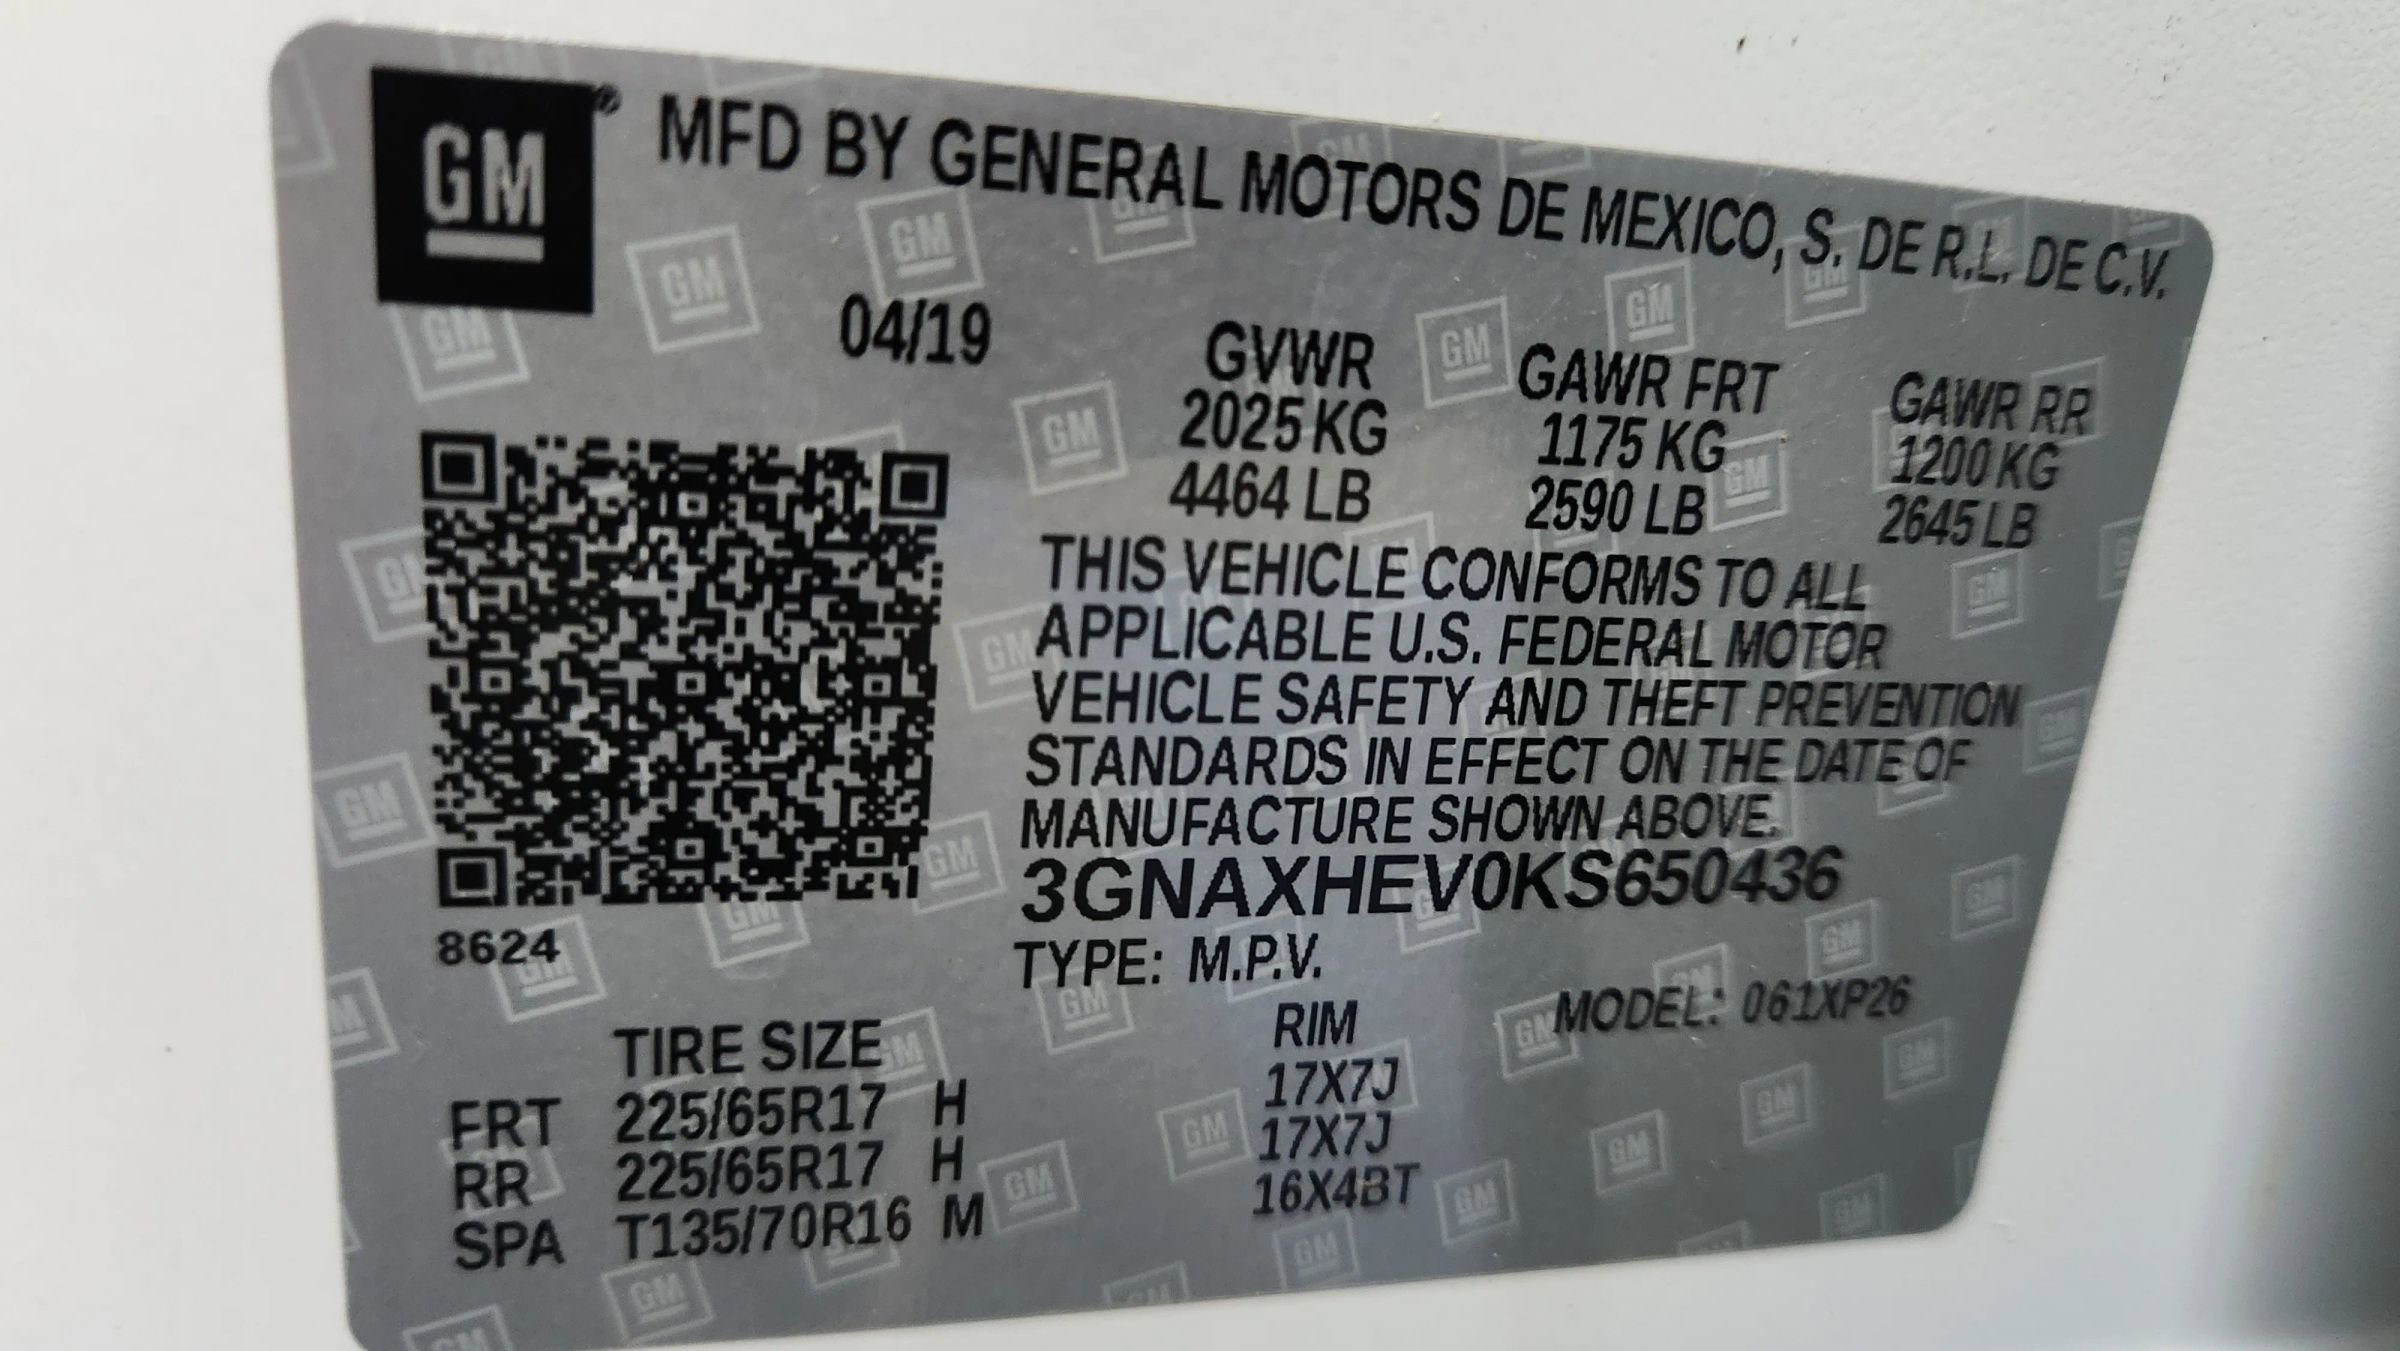 GM® MFD BY GENERAL MOTORS DE MEXICO, S. DE R.L. DE C.V.
04/19 GVWR GAWR FRT GAWR RR
2025 KG 1175 KG 1200 KG
4464 LB 2590 LB 2645 LB
THIS VEHICLE CONFORMS TO ALL
APPLICABLE U.S. FEDERAL MOTOR
VEHICLE SAFETY AND THEFT PREVENTION
STANDARDS IN EFFECT ON THE DATE OF
MANUFACTURE SHOWN ABOVE.
3GNAXHEV0KS650436
8624 TYPE: M.P.V. MODEL: 061XP26
TIRE SIZE RIM
FRT 225/65R17 H 17X7J
RR 225/65R17 H 17X7J
SPA T135/70R16 M 16X4BT